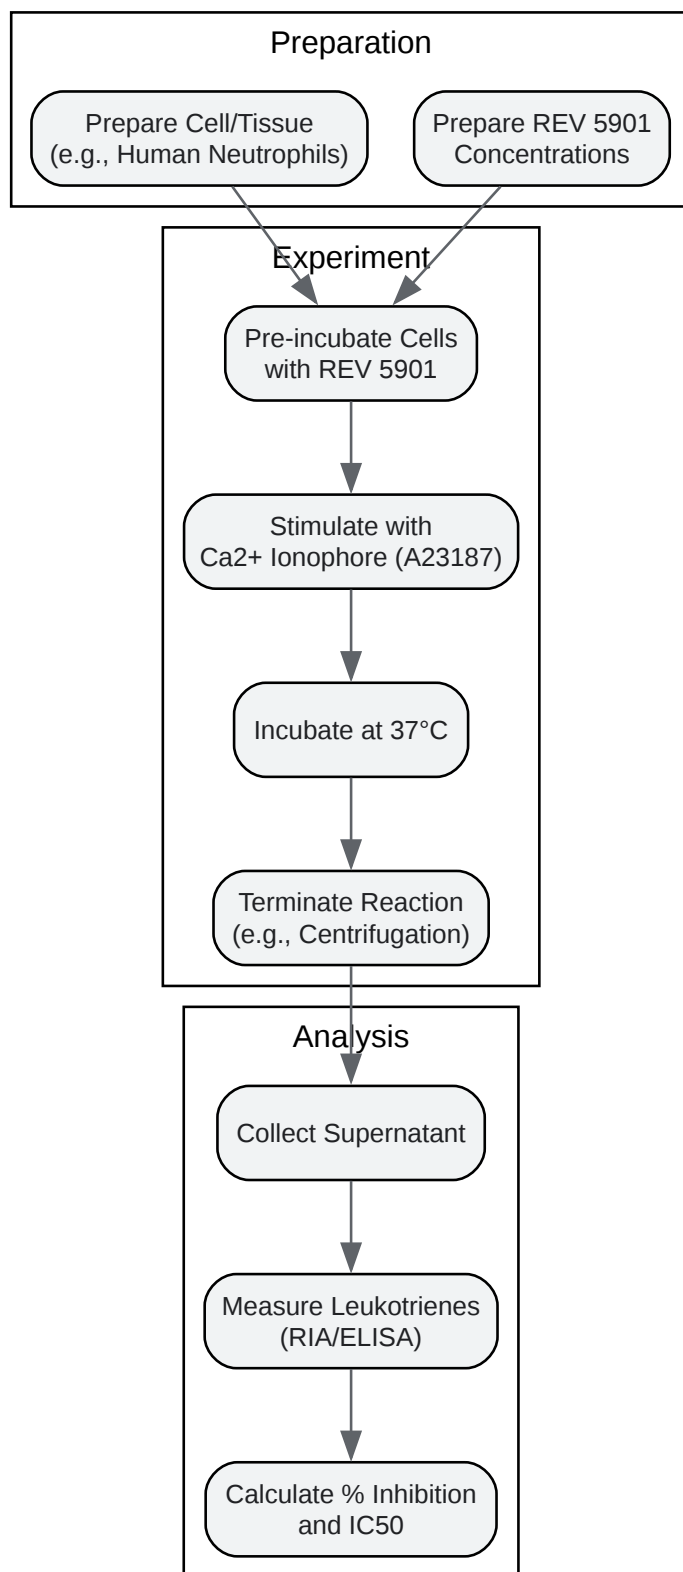 Preparation
Prepare Cell/Tissue
(e.g., Human Neutrophils)
Prepare REV 5901
Concentrations
Experiment
Pre-incubate Cells
with REV 5901
Stimulate with
Ca2+ Ionophore (A23187)
Incubate at 37°C
Terminate Reaction
(e.g., Centrifugation)
Analysis
Collect Supernatant
Measure Leukotrienes
(RIA/ELISA)
Calculate % Inhibition
and IC50